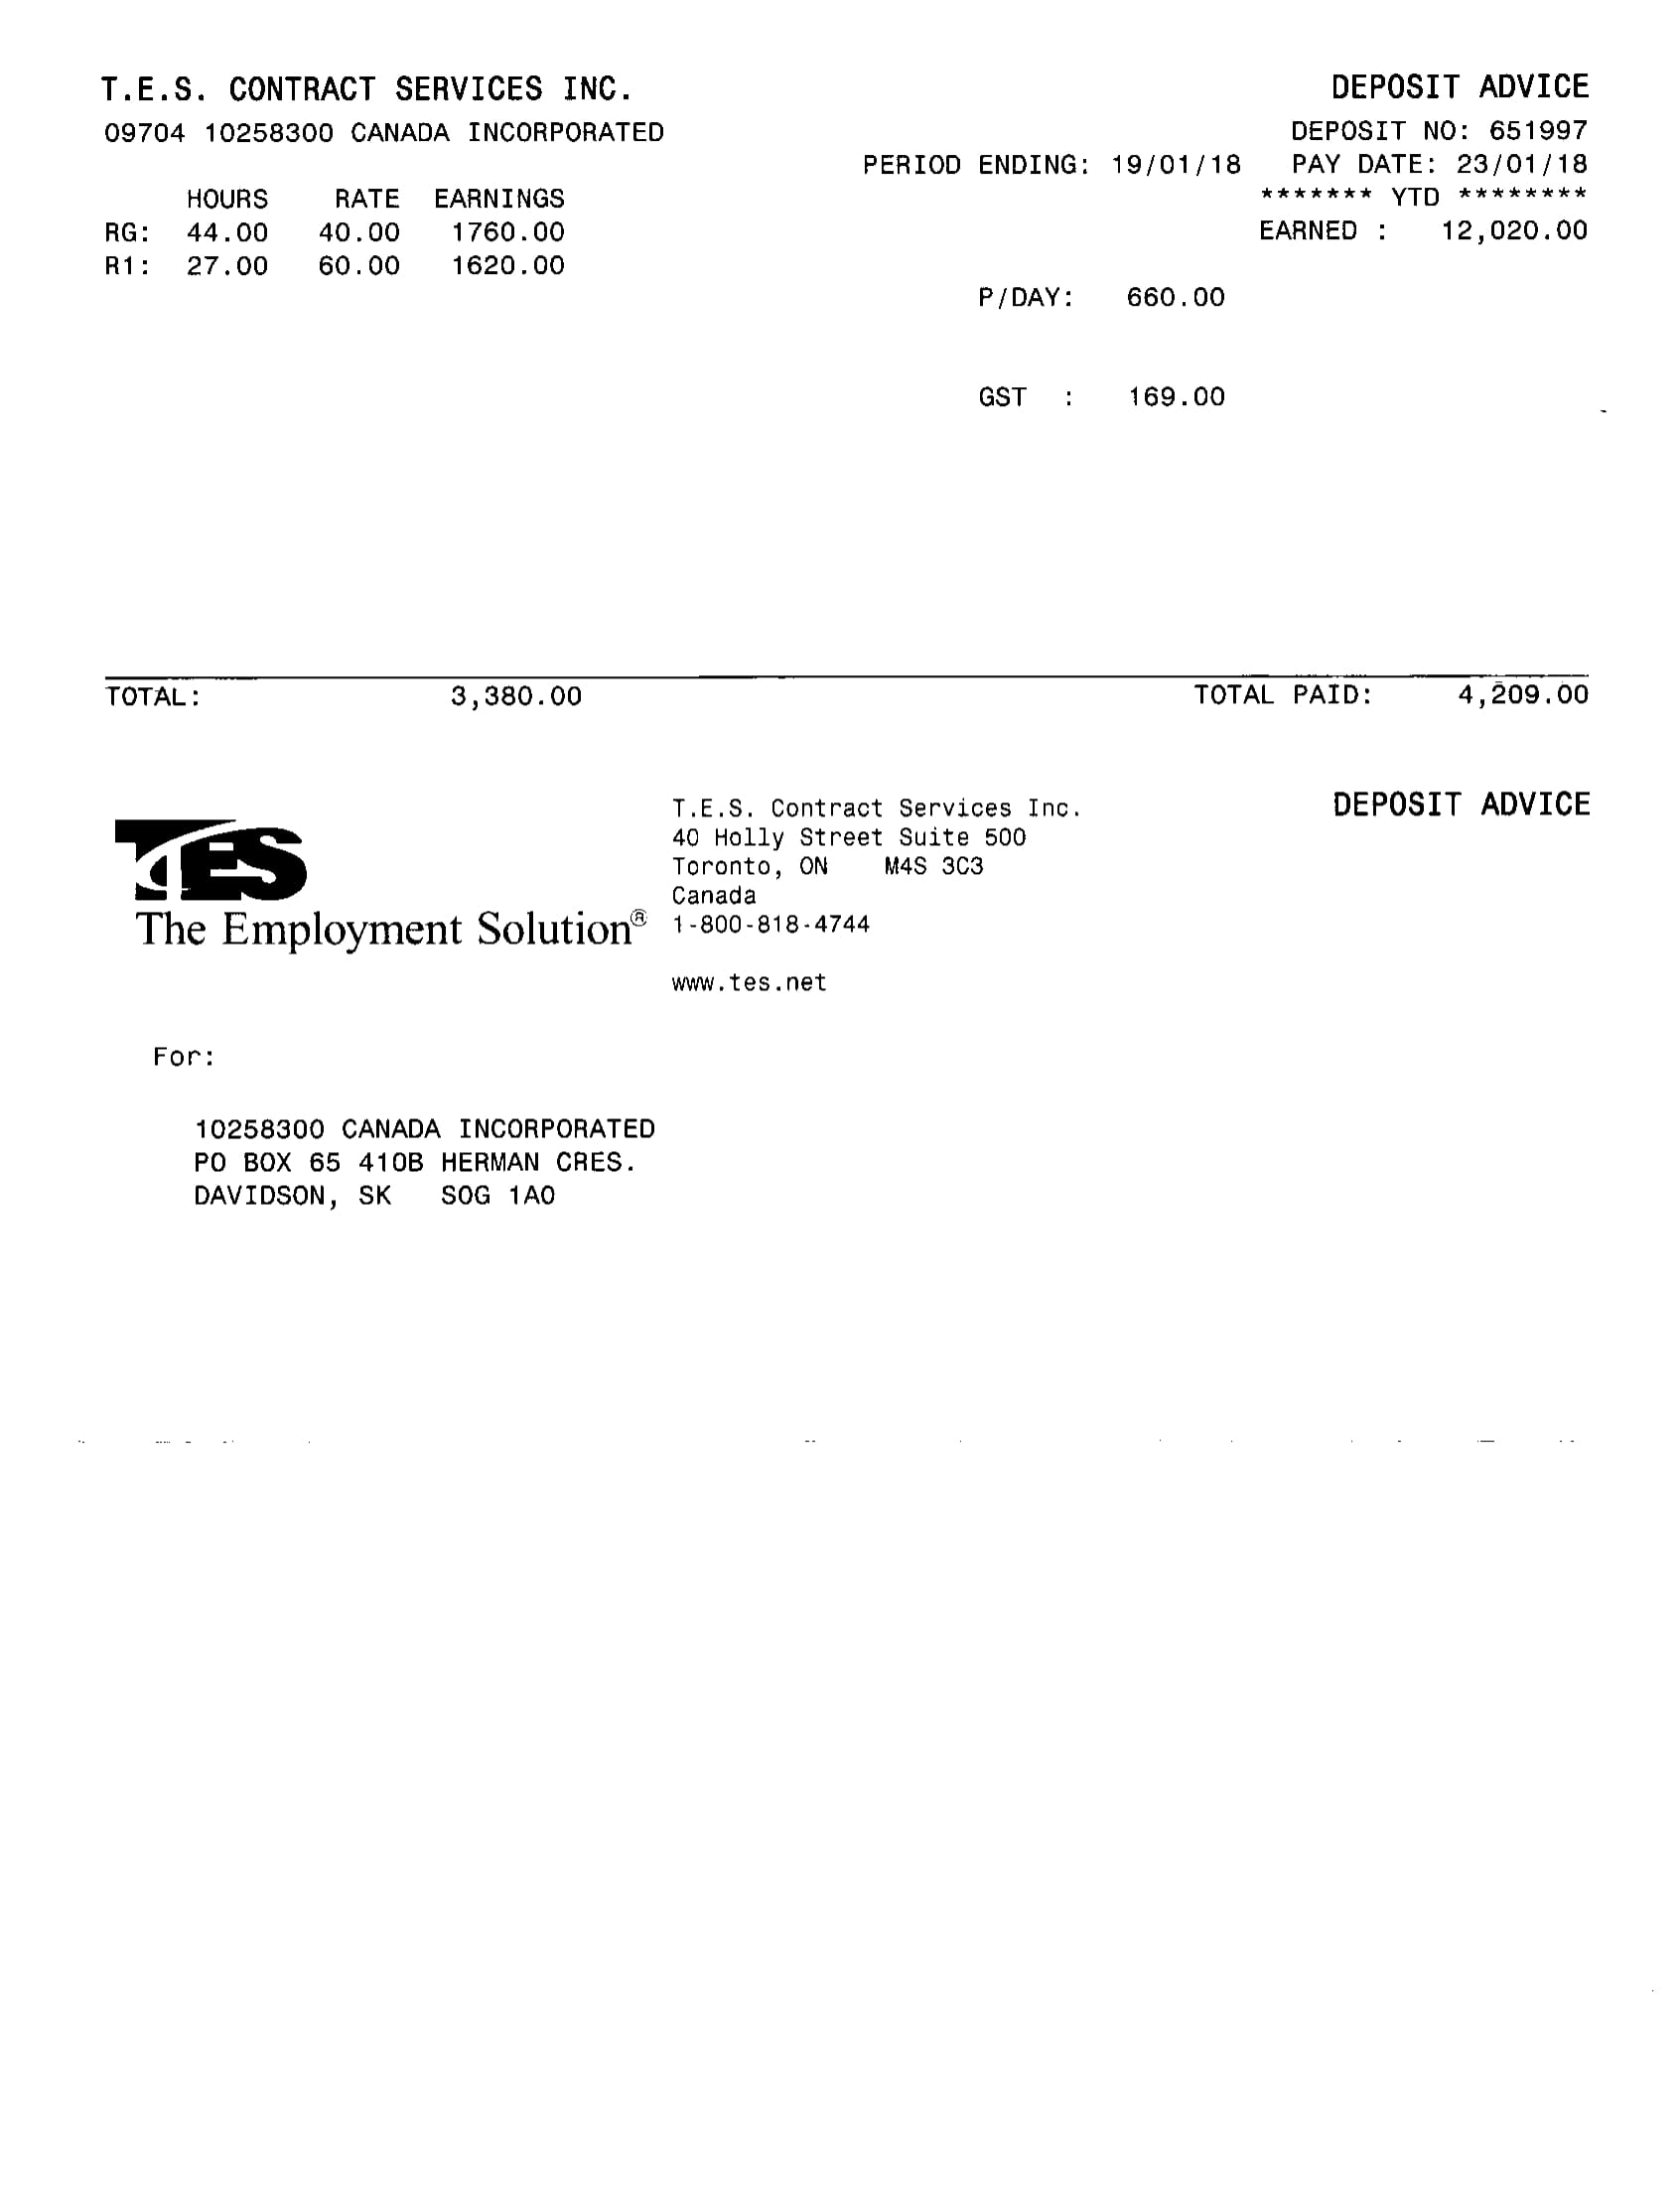 T.E.S. CONTRACT SERVICES INC. DEPOSIT ADVICE
09704 10258300 CANADA INCORPORATED DEPOSIT NO: 651997
PERIOD ENDING: 19/01/18 PAY DATE: 23/01/18
HOURS RATE EARNINGS ******* YTD ********
RG: 44.00 40.00 1760.00 EARNED : 12,020.00
R1: 27.00 60.00 1620.00
P/DAY: 660.00
GST : 169.00
TOTAL: 3,380.00 TOTAL PAID: 4,209.00
DEPOSIT ADVICE
TES
The Employment Solution®
T.E.S. Contract Services Inc.
40 Holly Street Suite 500
Toronto, ON M4S 3C3
Canada
1-800-818-4744
www.tes.net
For:
10258300 CANADA INCORPORATED
PO BOX 65 410B HERMAN CRES.
DAVIDSON, SK S0G 1A0